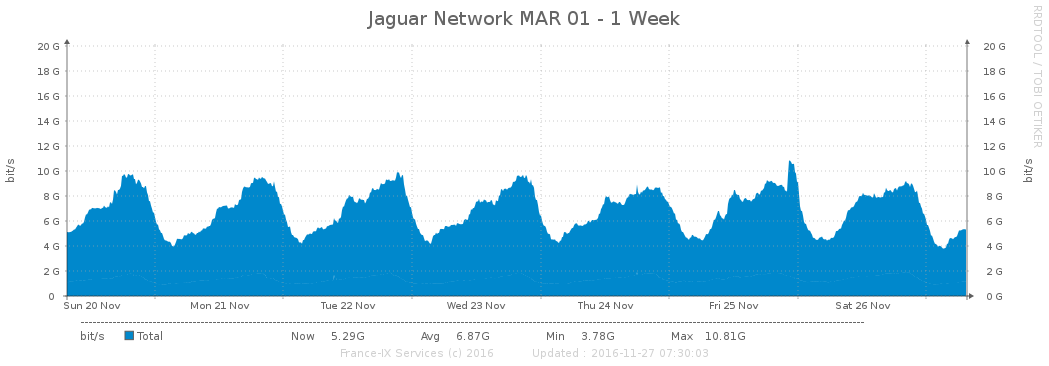 Jaguar Network MAR 01 - 1 Week
RRDTOOL / TOBI OETIKER
bit/s
20 G 20 G
18 G 18 G
16 G 16 G
14 G 14 G
12 G 12 G
10 G 10 G
8 G 8 G
6 G 6 G
4 G 4 G
2 G 2 G
0 0 G
bit/s
Sun 20 Nov Mon 21 Nov Tue 22 Nov Wed 23 Nov Thu 24 Nov Fri 25 Nov Sat 26 Nov
bit/s Total Now 5.29G Avg 6.87G Min 3.78G Max 10.81G
France-IX Services (c) 2016 Updated : 2016-11-27 07:30:03